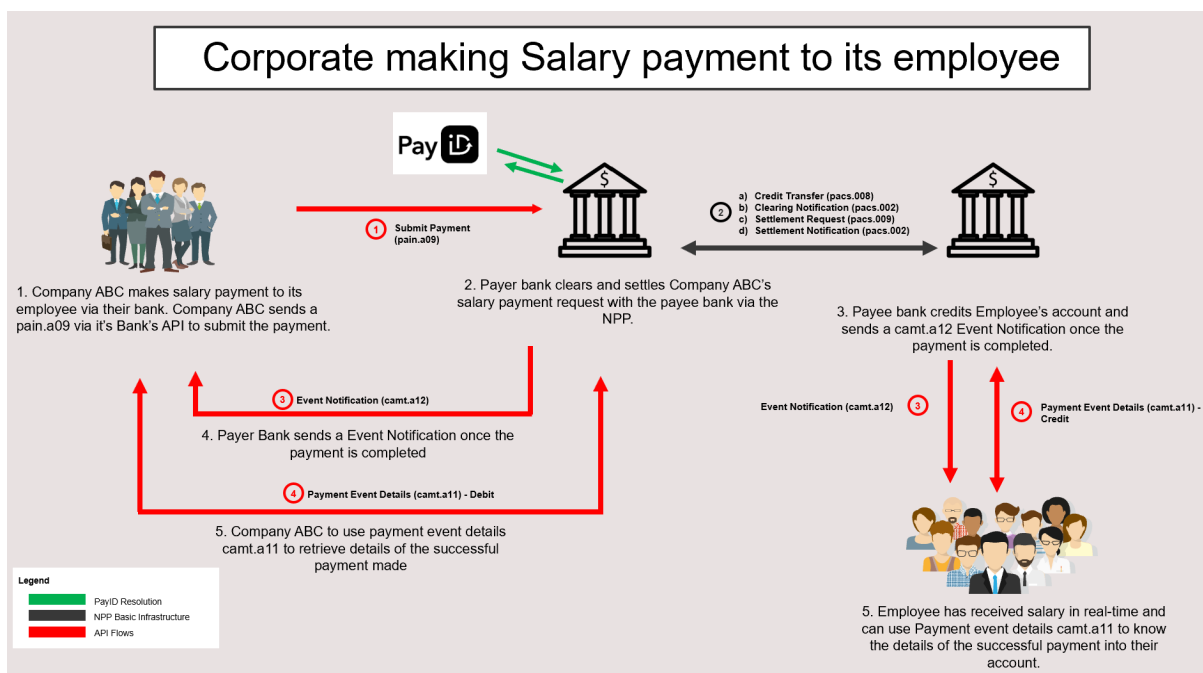 Corporate making Salary payment to its employee
Pay iD
$
$
1 Submit Payment
(pain.a09)
2
a) Credit Transfer (pacs.008)
b) Clearing Notification (pacs.002)
c) Settlement Request (pacs.009)
d) Settlement Notification (pacs.002)
1. Company ABC makes salary payment to its
employee via their bank. Company ABC sends a
pain.a09 via it's Bank's API to submit the payment.
2. Payer bank clears and settles Company ABC's
salary payment request with the payee bank via the
NPP.
3. Payee bank credits Employee's account and
sends a camt.a12 Event Notification once the
payment is completed.
3 Event Notification (camt.a12)
4. Payer Bank sends a Event Notification once the
payment is completed
Event Notification (camt.a12) 3
4 Payment Event Details (camt.a11) -
Credit
4 Payment Event Details (camt.a11) - Debit
5. Company ABC to use payment event details
camt.a11 to retrieve details of the successful
payment made
Legend
PayID Resolution
NPP Basic Infrastructure
API Flows
5. Employee has received salary in real-time and
can use Payment event details camt.a11 to know
the details of the successful payment into their
account.